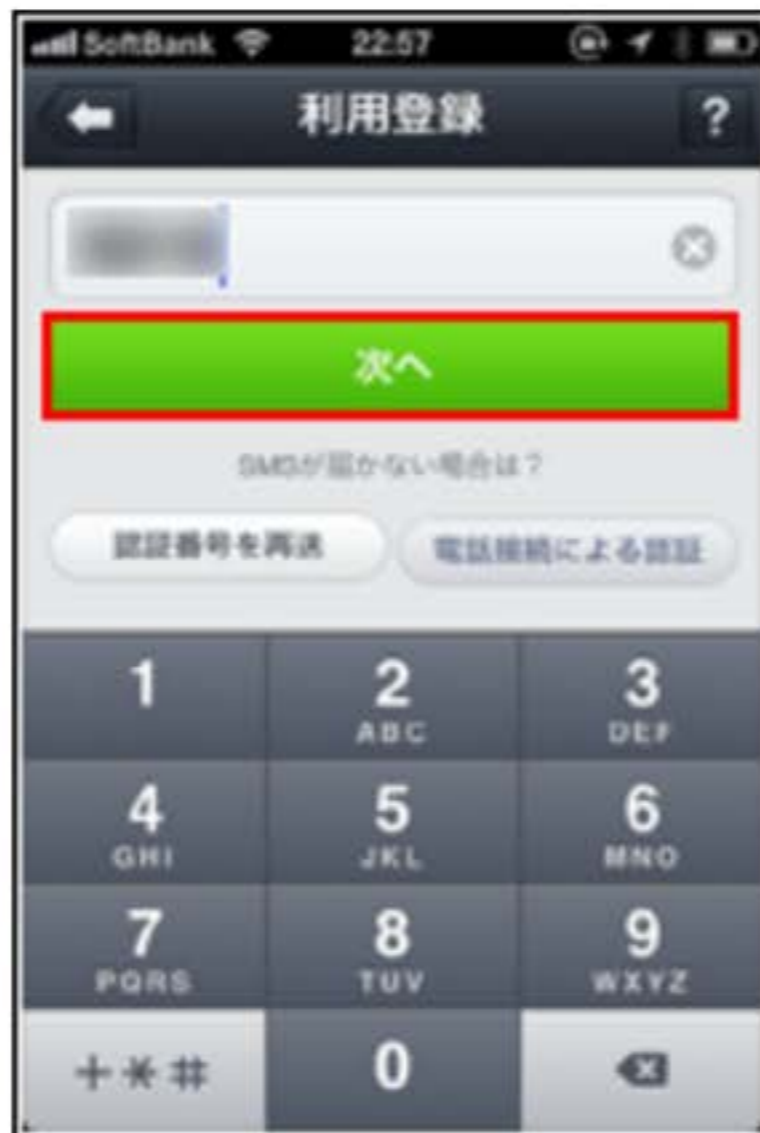 SoftBank 22:57
利用登録 ?
次へ
SMSが届かない場合は?
認証番号を再送 電話接続による認証
1 2 3
ABC DEF
4 5 6
GHI JKL MNO
7 8 9
PQRS TUV WXYZ
+*# 0